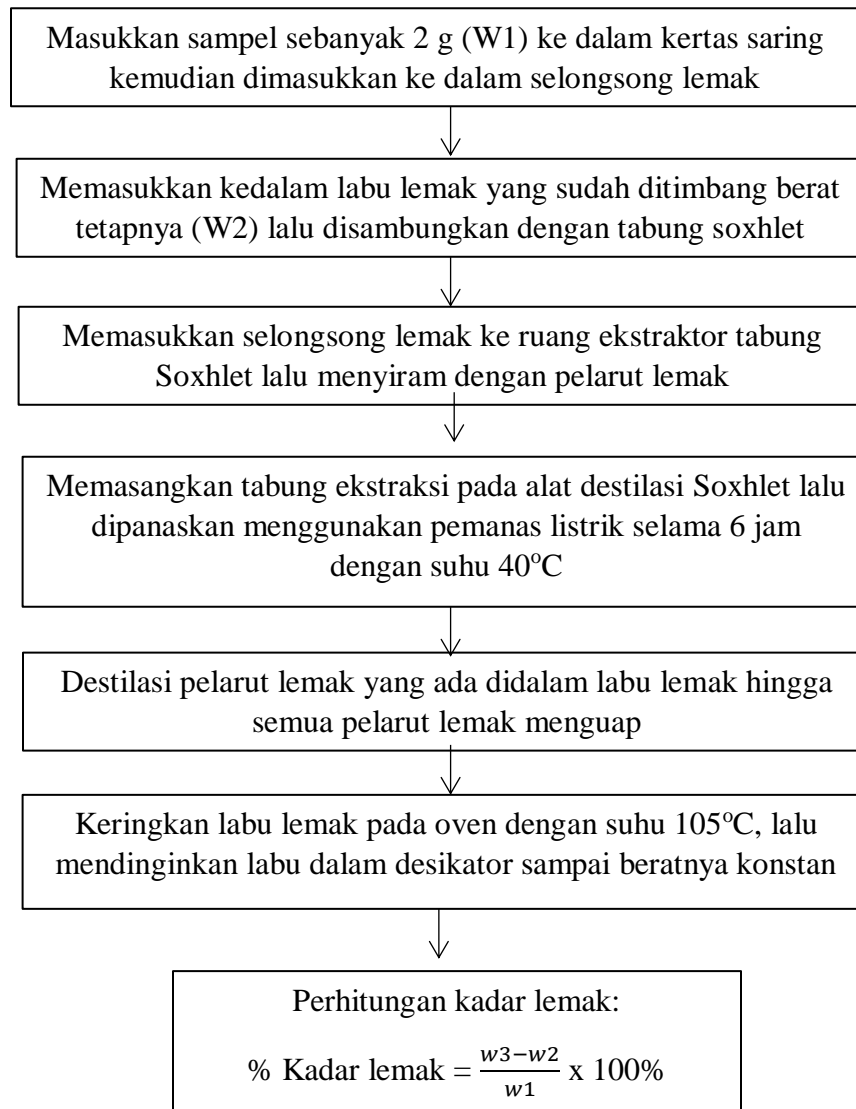 Masukkan sampel sebanyak 2 g (W1) ke dalam kertas saring
kemudian dimasukkan ke dalam selongsong lemak
Memasukkan kedalam labu lemak yang sudah ditimbang berat
tetapnya (W2) lalu disambungkan dengan tabung soxhlet
Memasukkan selongsong lemak ke ruang ekstraktor tabung
Soxhlet lalu menyiram dengan pelarut lemak
Memasangkan tabung ekstraksi pada alat destilasi Soxhlet lalu
dipanaskan menggunakan pemanas listrik selama 6 jam
dengan suhu 40°C
Destilasi pelarut lemak yang ada didalam labu lemak hingga
semua pelarut lemak menguap
Keringkan labu lemak pada oven dengan suhu 105°C, lalu
mendinginkan labu dalam desikator sampai beratnya konstan
Perhitungan kadar lemak:
% Kadar lemak = w3−w2/w1 x 100%